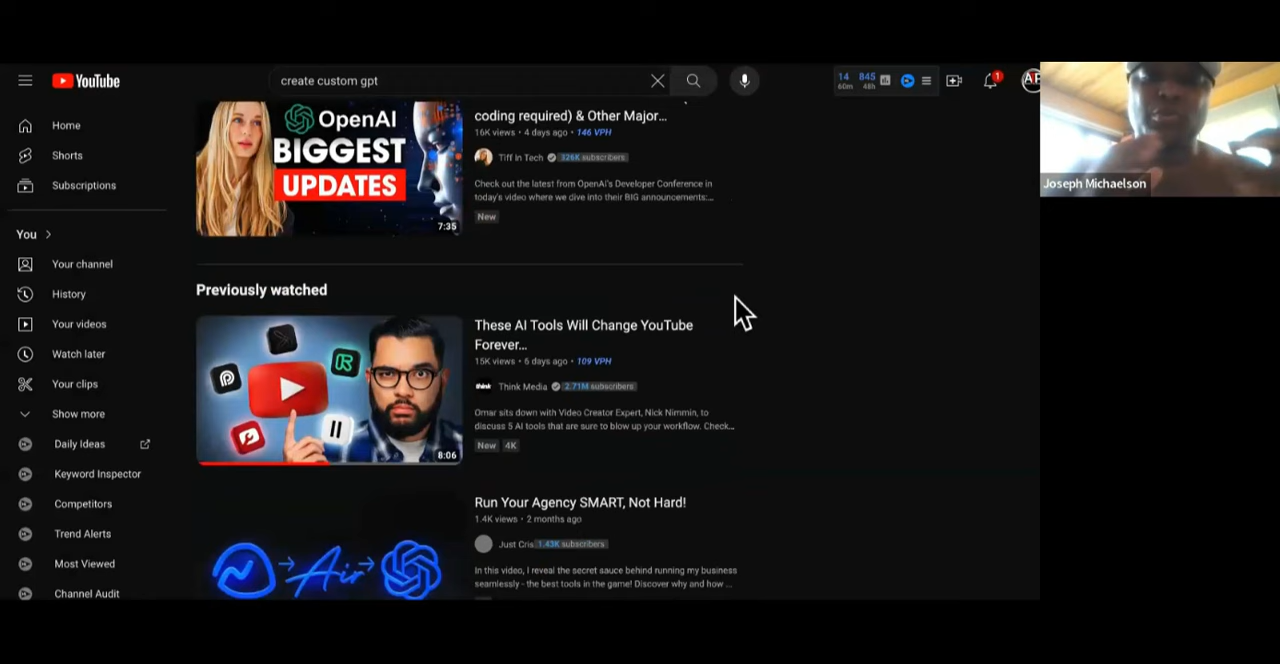 YouTube
create custom gpt
14
60m
845
48h
1
AF
Joseph Michaelson
Home
Shorts
Subscriptions
You
Your channel
History
Your videos
Watch later
Your clips
Show more
Daily Ideas
Keyword Inspector
Competitors
Trend Alerts
Most Viewed
Channel Audit
OpenAI
BIGGEST
UPDATES
7:35
coding required) & Other Major...
16K views • 4 days ago • 146 VPH
Tiff In Tech 326K subscribers
Check out the latest from OpenAI's Developer Conference in
today's video where we dive into their BIG announcements:...
New
Previously watched
8:06
These AI Tools Will Change YouTube
Forever...
15K views • 6 days ago • 109 VPH
think Think Media 2.71M subscribers
Omar sits down with Video Creator Expert, Nick Nimmin, to
discuss 5 AI tools that are sure to blow up your workflow. Check...
New 4K
Air
Run Your Agency SMART, Not Hard!
1.4K views • 2 months ago
Just Cris 1.43K subscribers
In this video, I reveal the secret sauce behind running my business
seamlessly - the best tools in the game! Discover why and how ...